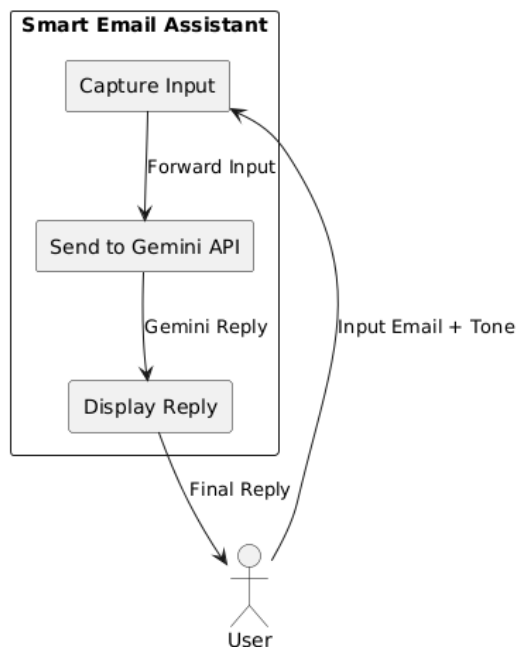 Smart Email Assistant
Capture Input
Forward Input
Send to Gemini API
Gemini Reply
Input Email + Tone
Display Reply
Final Reply
User